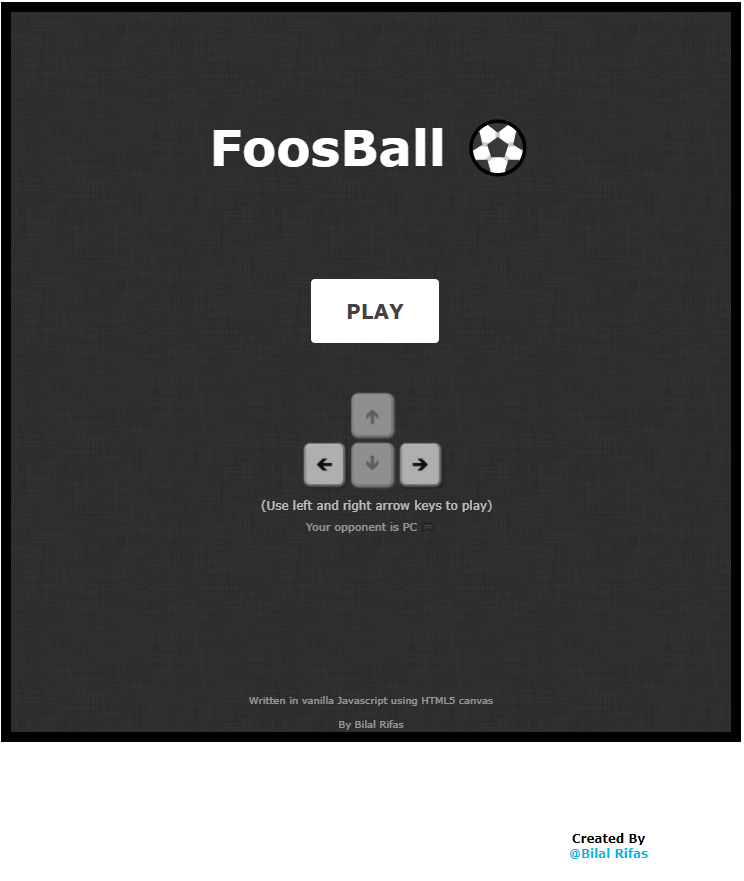 FoosBall
PLAY
(Use left and right arrow keys to play)
Your opponent is PC 🎮
Written in vanilla Javascript using HTML5 canvas
By Bilal Rifas
Created By
@Bilal Rifas